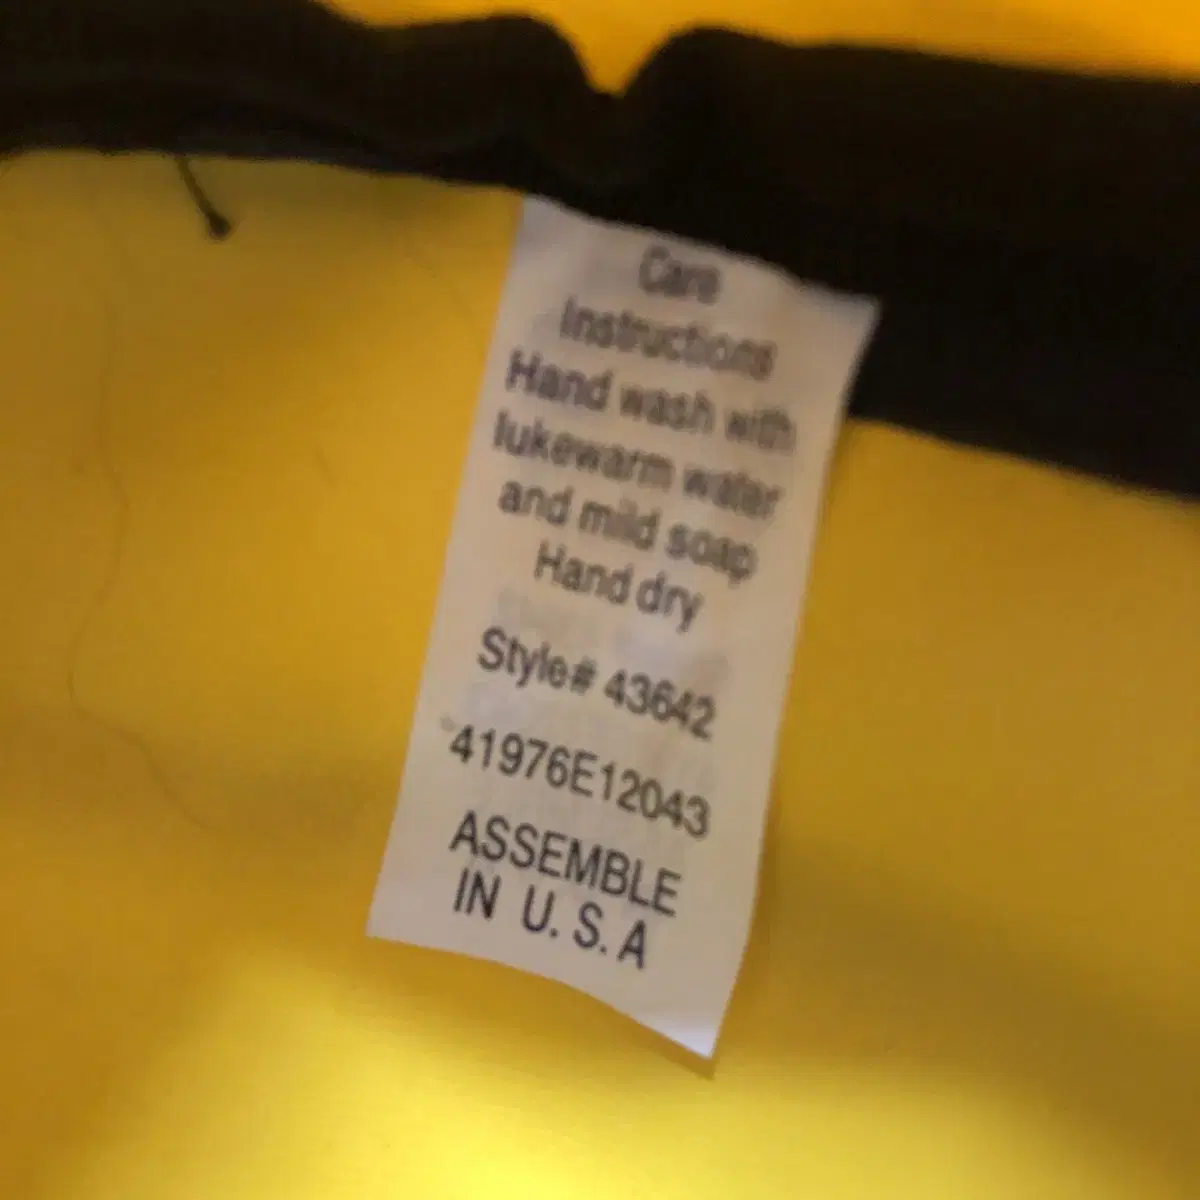 Care
Instructions
Hand wash with
lukewarm water
and mild soap
Hand dry
Style# 43642
41976E12043
ASSEMBLE
IN U. S. A